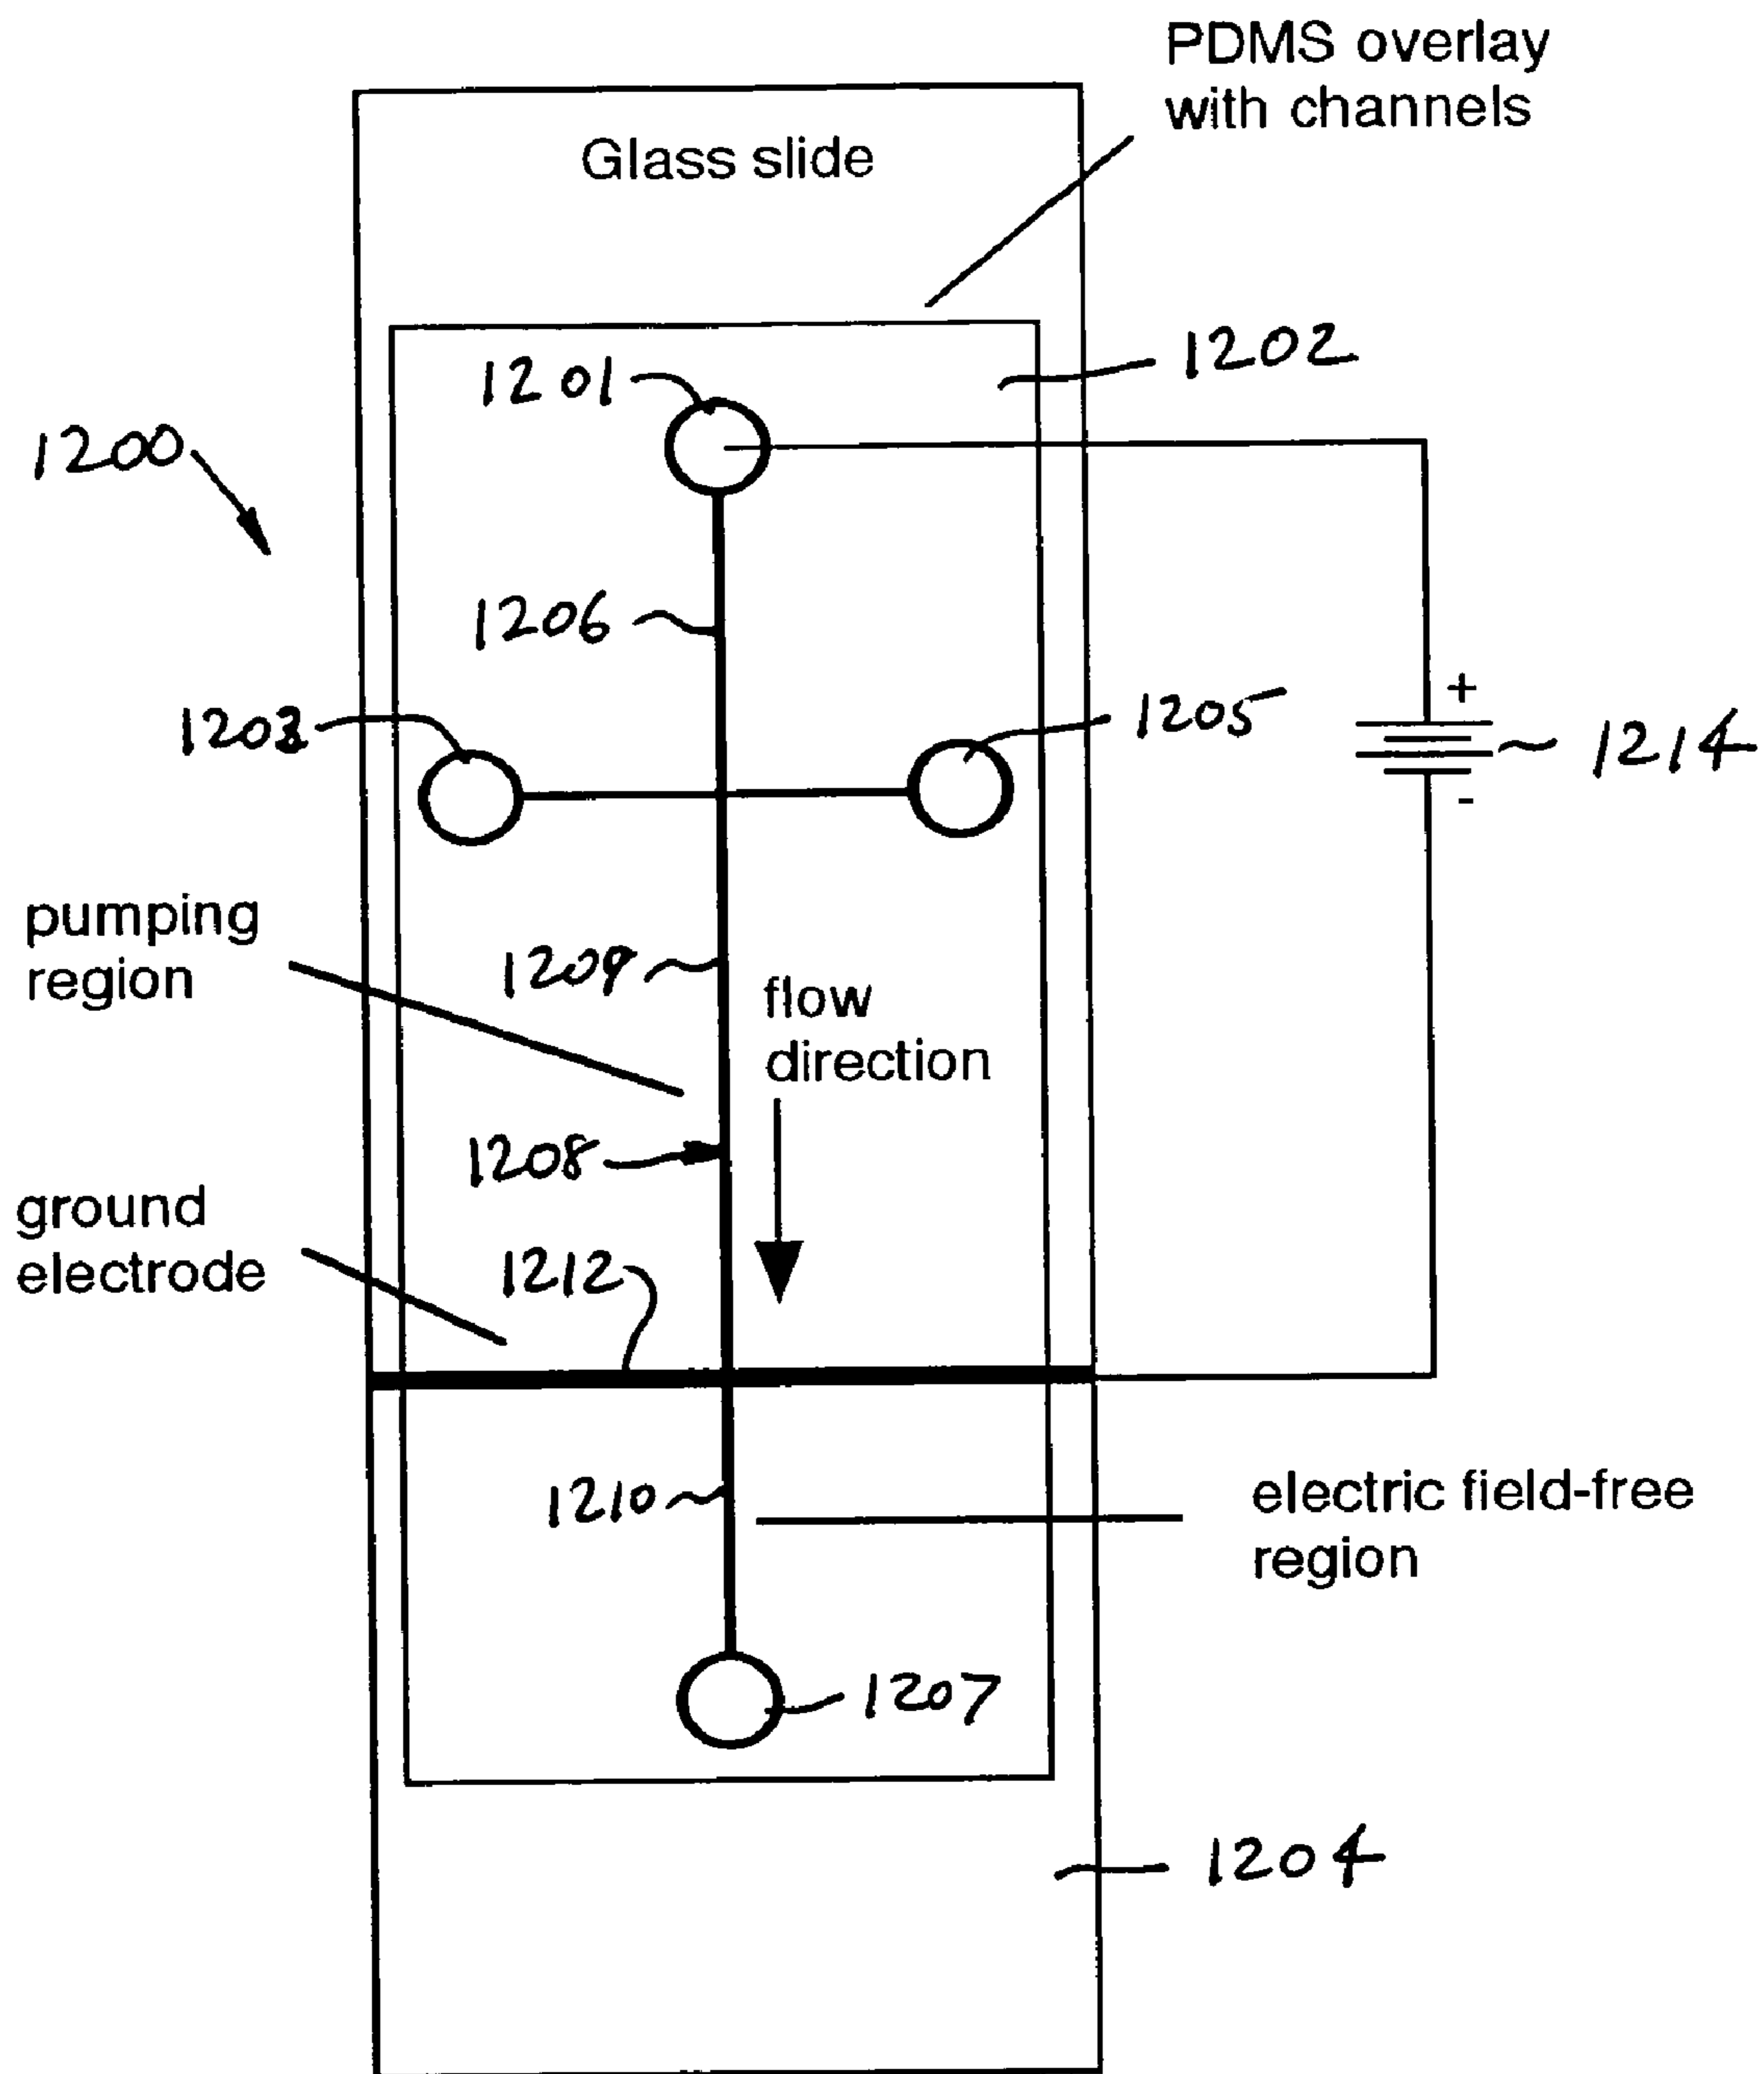 PDMS overlay
with channels
Glass slide
1202
1201
1200
1206
1203
1205
+
1214
-
pumping
region
1209
flow
direction
1208
ground
electrode
1212
1210
electric field-free
region
1207
1204